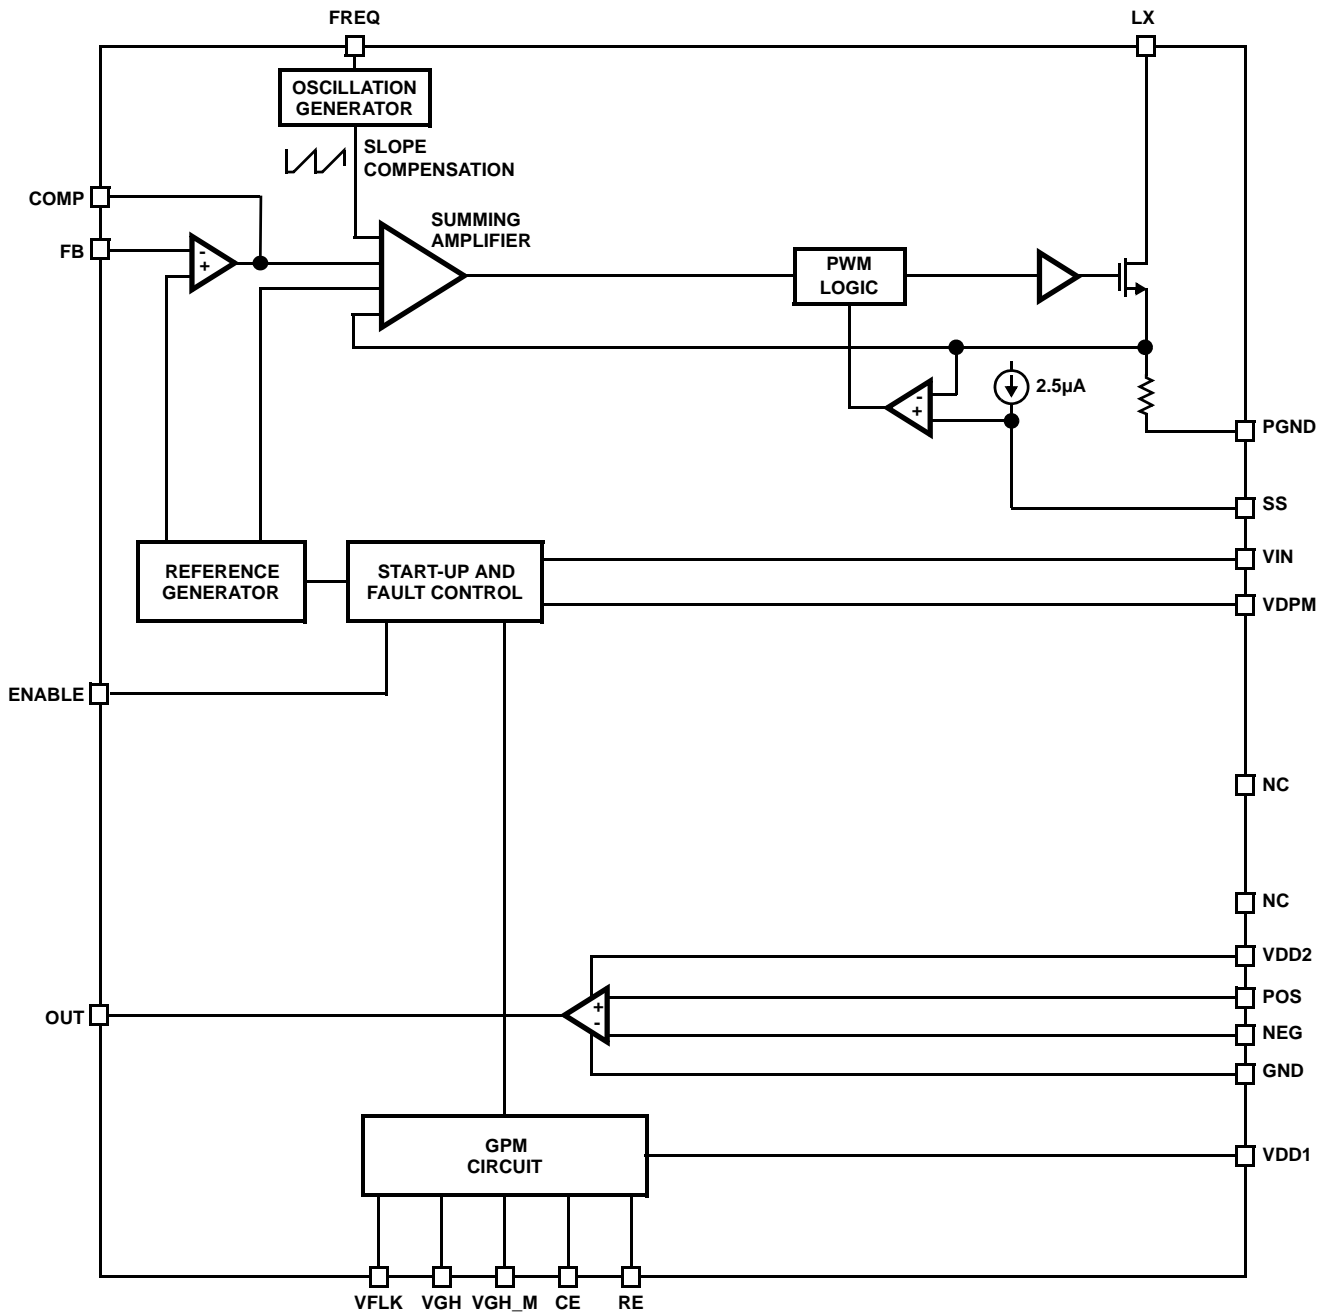 FREQ
LX
OSCILLATION
GENERATOR
SLOPE
COMPENSATION
COMP
SUMMING
AMPLIFIER
FB
-
+
PWM
LOGIC
-
+
2.5µA
PGND
SS
REFERENCE
GENERATOR
START-UP AND
FAULT CONTROL
VIN
VDPM
ENABLE
NC
NC
VDD2
POS
OUT
+
-
NEG
GND
GPM
CIRCUIT
VDD1
VFLK
VGH
VGH_M
CE
RE